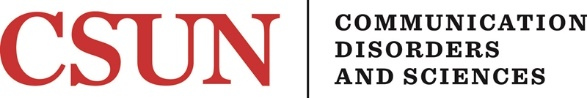 CSUN
COMMUNICATION
DISORDERS
AND SCIENCES